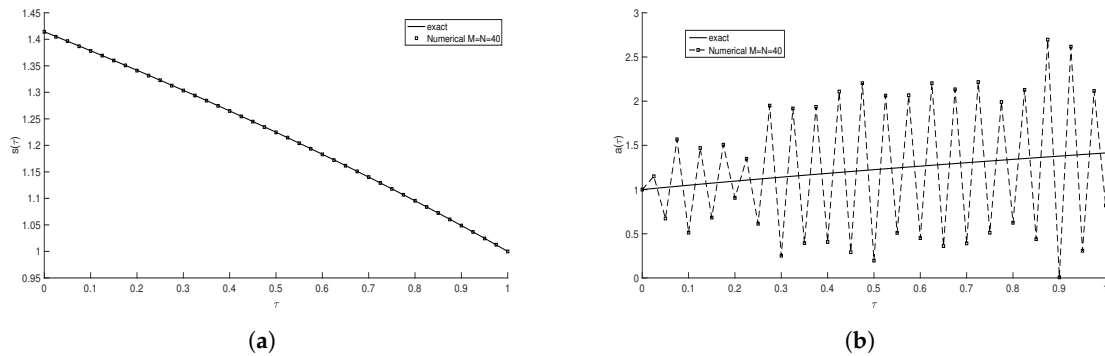 1.45
1.4
1.35
1.3
1.25
1.2
1.15
1.1
1.05
1
0.95
s(τ)
0 0.1 0.2 0.3 0.4 0.5 0.6 0.7 0.8 0.9 1
τ
exact
Numerical M=N=40
(a)
3
2.5
2
1.5
1
0.5
0
a(τ)
0 0.1 0.2 0.3 0.4 0.5 0.6 0.7 0.8 0.9 1
τ
exact
Numerical M=N=40
(b)